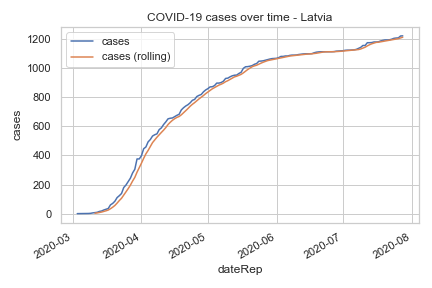 COVID-19 cases over time - Latvia
cases
cases (rolling)
1200
1000
800
600
400
200
0
cases
2020-03
2020-04
2020-05
2020-06
2020-07
2020-08
dateRep